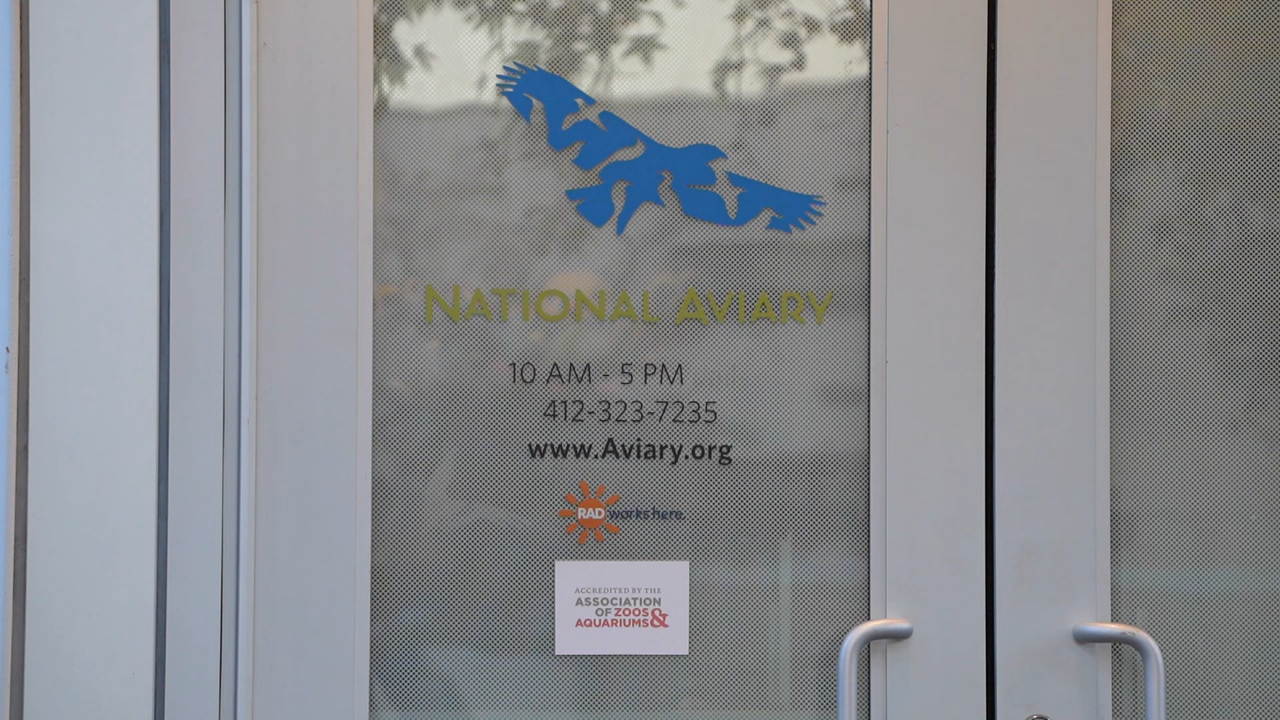 NATIONAL AVIARY
10 AM - 5 PM
412-323-7235
www.Aviary.org
RAD works here.
ACCREDITED BY THE
ASSOCIATION
OF ZOOS &
AQUARIUMS